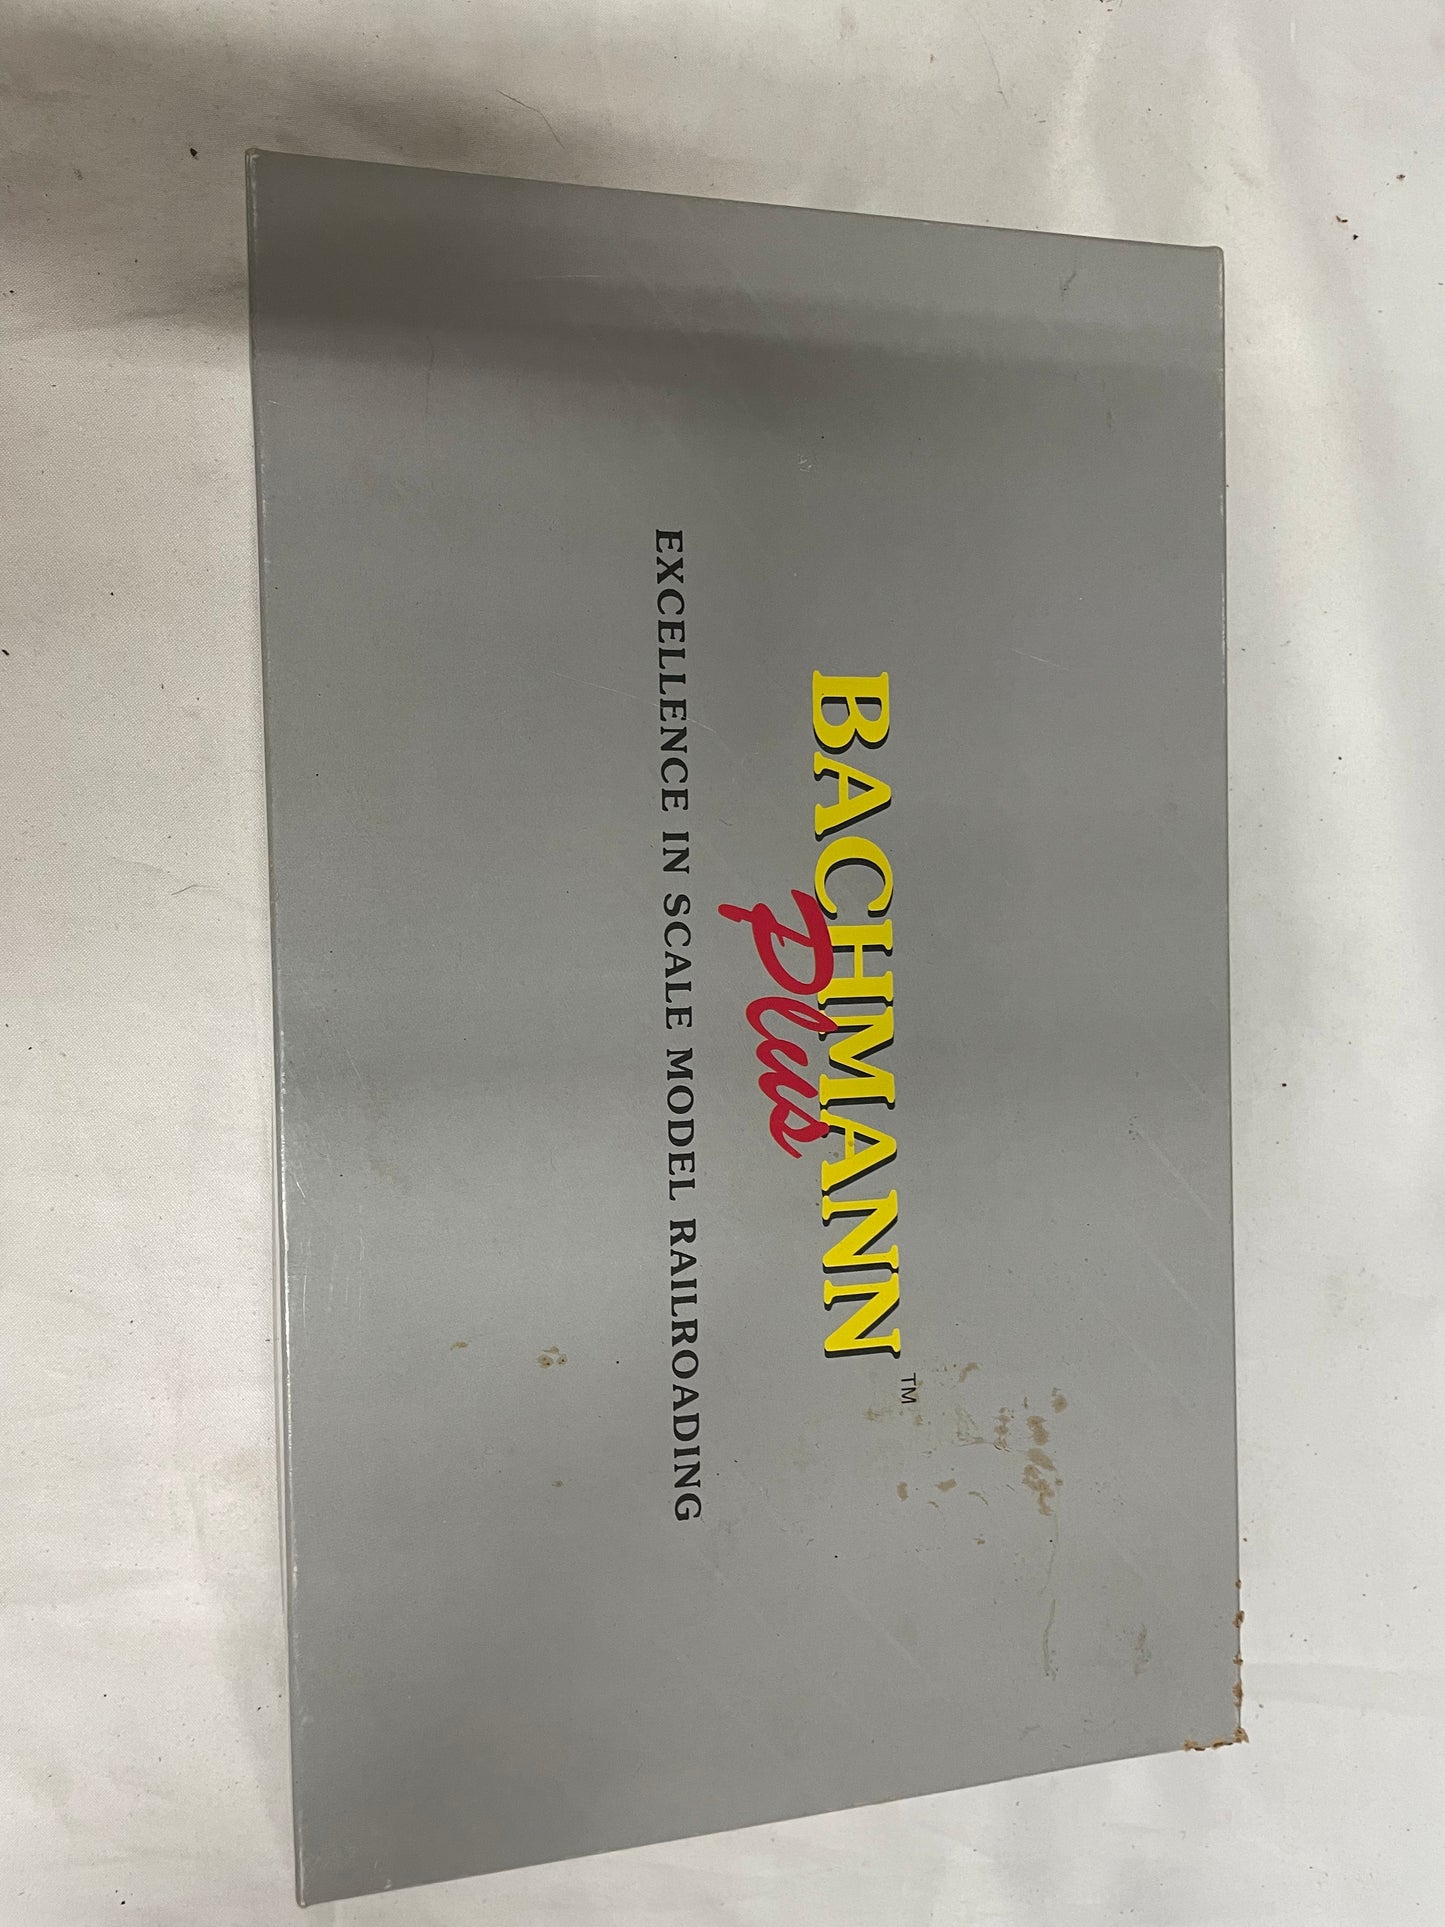 BACHMANN™
Plus
EXCELLENCE IN SCALE MODEL RAILROADING